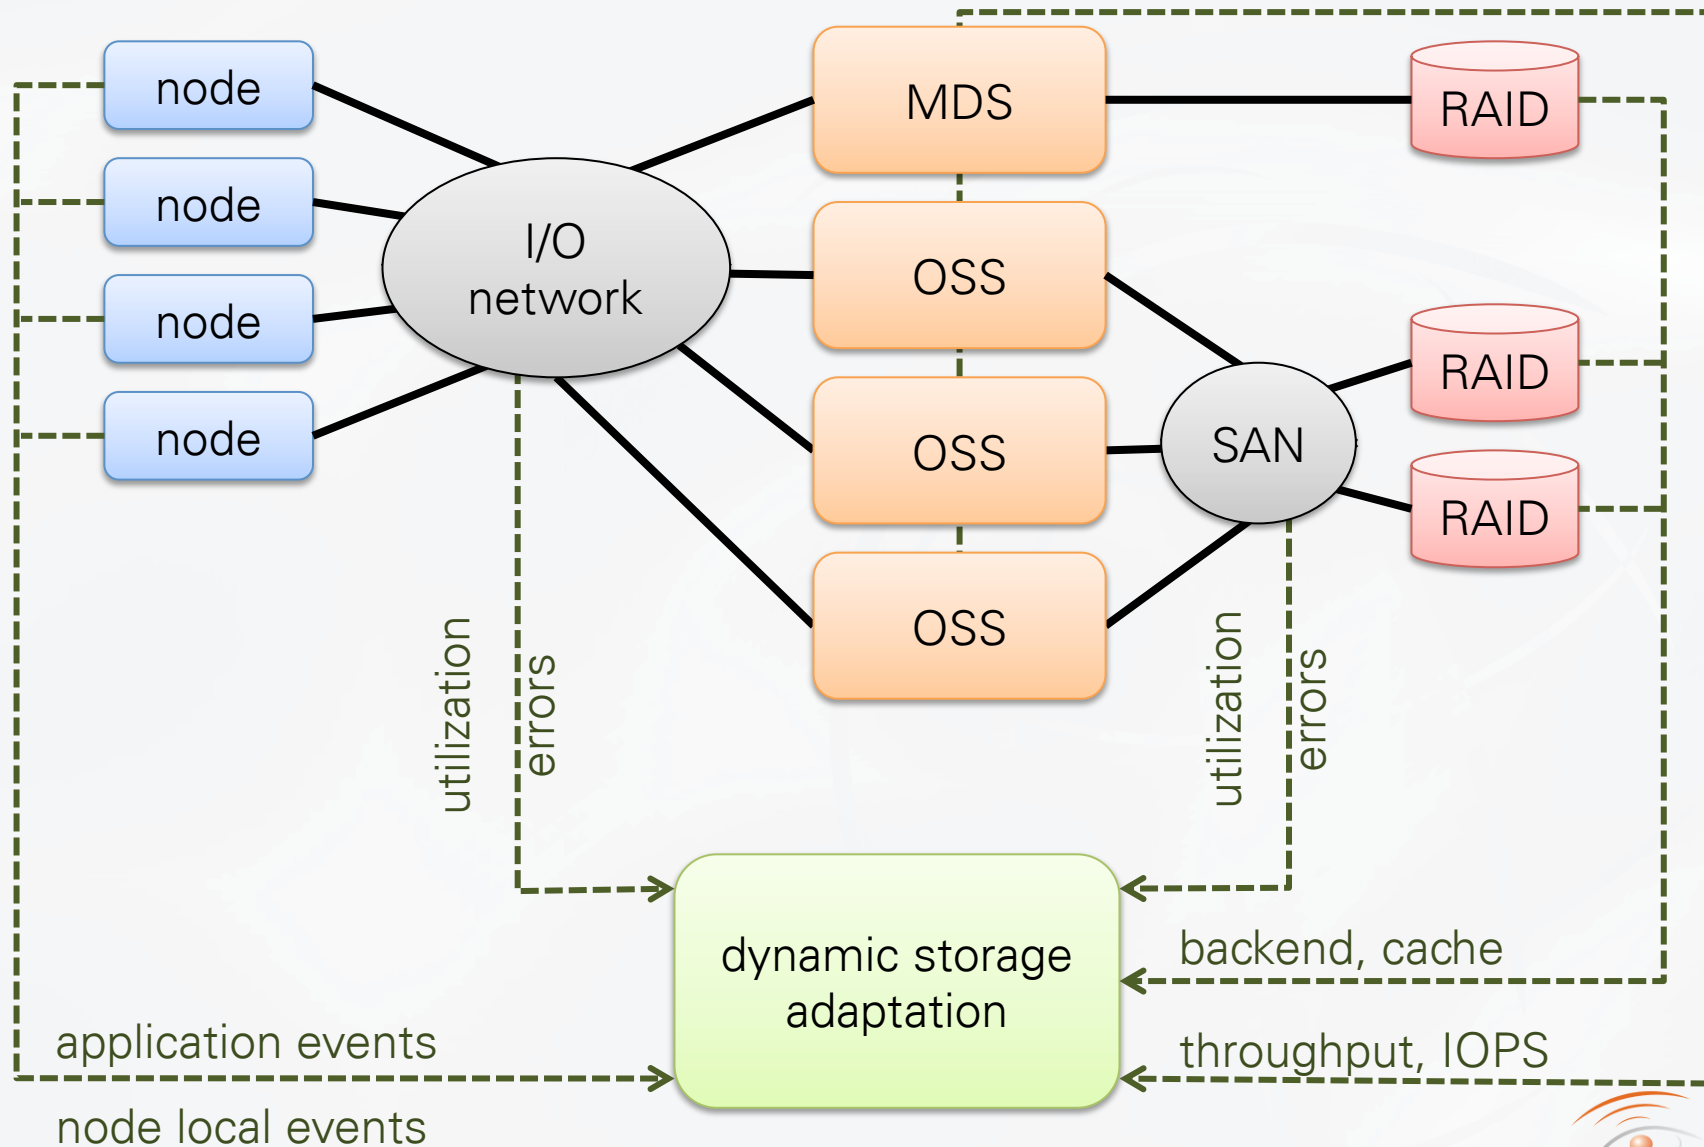 node
MDS
RAID
node
I/O
network
OSS
node
RAID
node
OSS
SAN
RAID
OSS
utilization
errors
utilization
errors
dynamic storage
adaptation
backend, cache
application events
throughput, IOPS
node local events